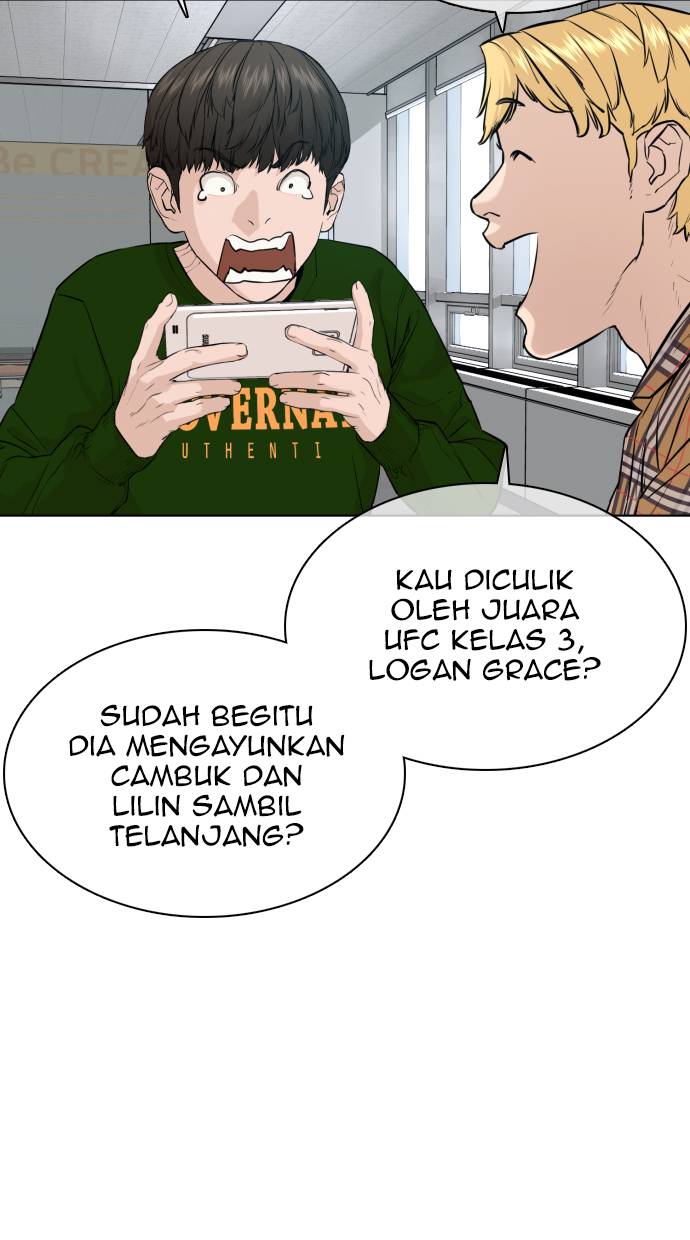 Be CREA
SAMSUNG
OVERNA
UTHENTI
KAU DICULIK
OLEH JUARA
UFC KELAS 3,
LOGAN GRACE?
SUDAH BEGITU
DIA MENGAYUNKAN
CAMBUK DAN
LILIN SAMBIL
TELANJANG?